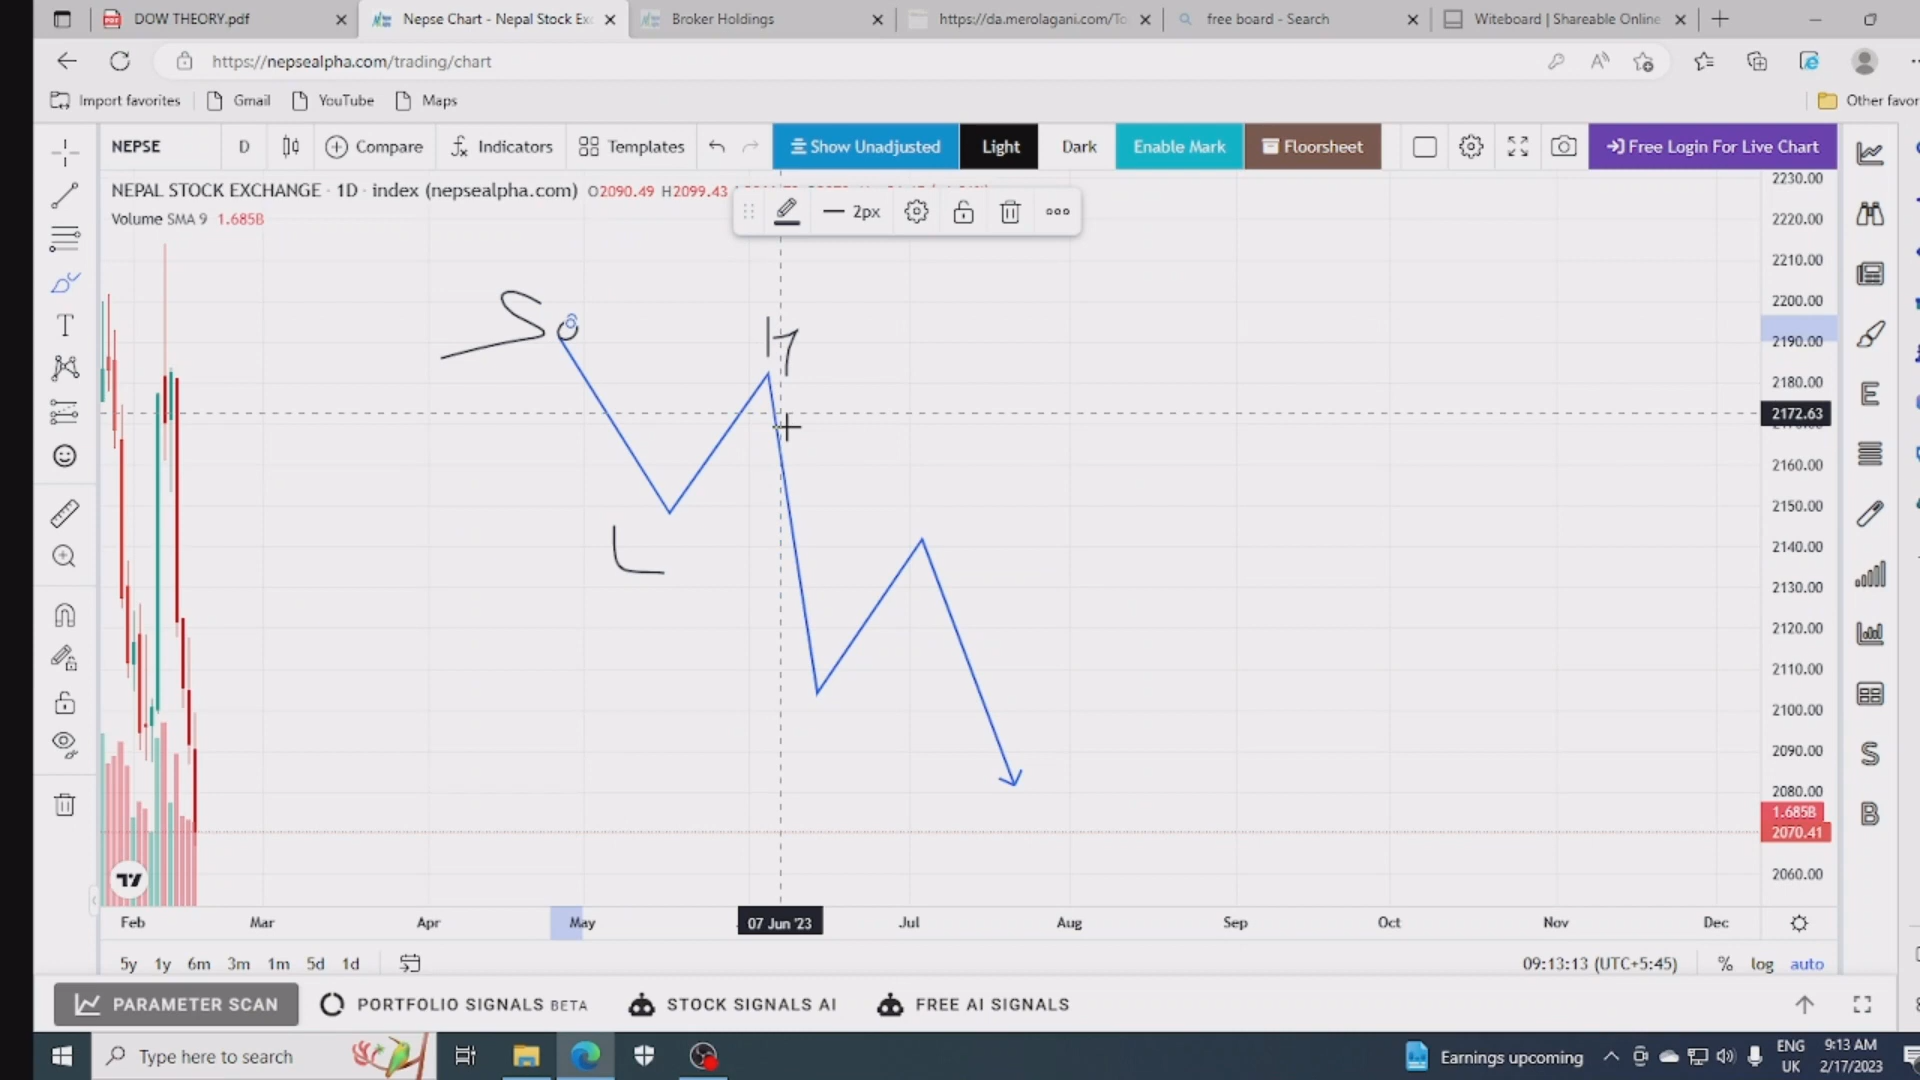 DOW THEORY.pdf
Nepse Chart - Nepal Stock Ex
Broker Holdings
https://da.merolagani.com/To
free board - Search
Witeboard | Shareable Online
https://nepsealpha.com/trading/chart
Import favorites
Gmail
YouTube
Maps
Other favor
NEPSE
D
Compare
Indicators
Templates
Show Unadjusted
Light
Dark
Enable Mark
Floorsheet
Free Login For Live Chart
NEPAL STOCK EXCHANGE · 1D · index (nepsealpha.com) O2090.49 H2099.43
Volume SMA 9 1.685B
2px
2230.00
2220.00
2210.00
2200.00
2190.00
2180.00
2172.63
2160.00
2150.00
2140.00
2130.00
2120.00
2110.00
2100.00
2090.00
2080.00
1.685B
2070.41
2060.00
L
E
S
B
Feb
Mar
Apr
May
07 Jun '23
Jul
Aug
Sep
Oct
Nov
Dec
5y
1y
6m
3m
1m
5d
1d
09:13:13 (UTC+5:45)
%
log
auto
PARAMETER SCAN
PORTFOLIO SIGNALS BETA
STOCK SIGNALS AI
FREE AI SIGNALS
Type here to search
Earnings upcoming
ENG
UK
9:13 AM
2/17/2023